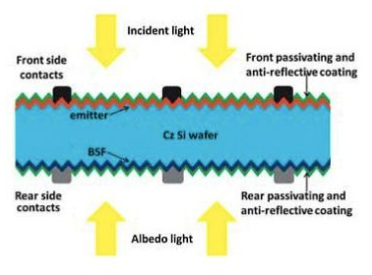 Incident light
Front side
contacts
Front passivating and
anti-reflective coating
emitter
Cz Si wafer
BSF
Rear side
contacts
Rear passivating and
anti-reflective coating
Albedo light